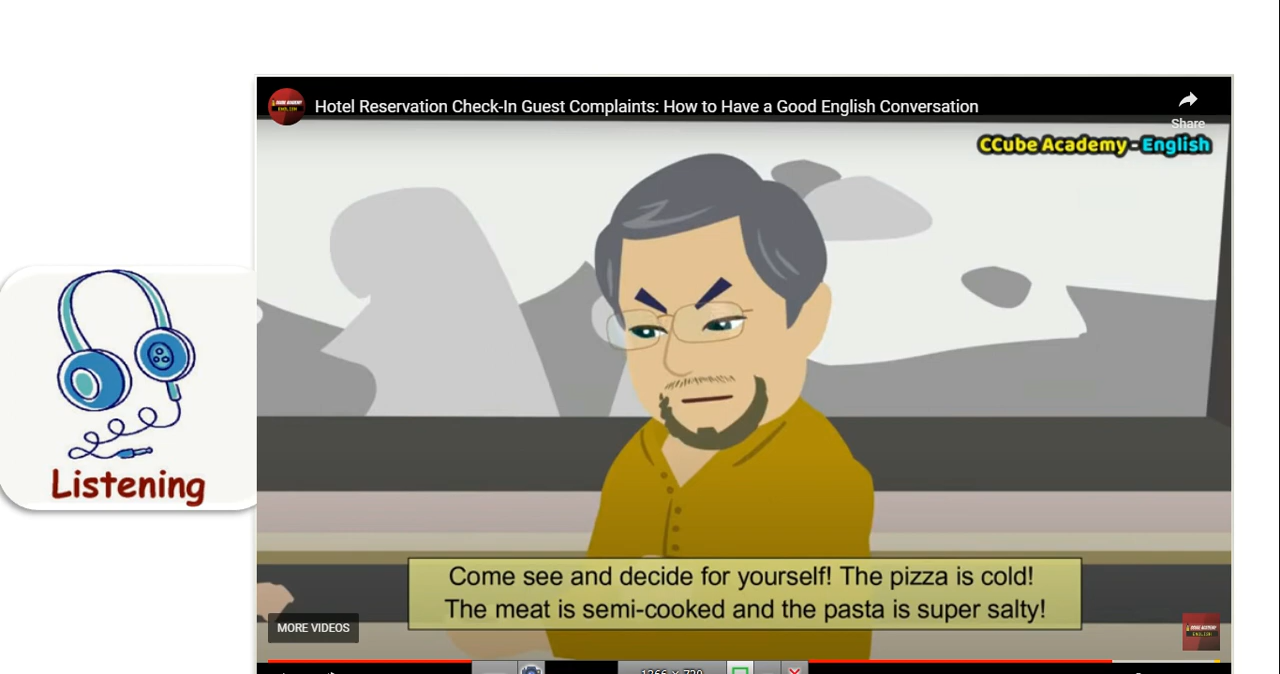 Hotel Reservation Check-In Guest Complaints: How to Have a Good English Conversation
Share
CCube Academy - English
Listening
Come see and decide for yourself! The pizza is cold!
The meat is semi-cooked and the pasta is super salty!
MORE VIDEOS